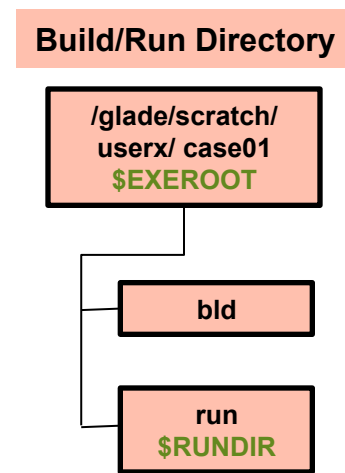 Build/Run Directory
/glade/scratch/
userx/ case01
$EXEROOT
bld
run
$RUNDIR